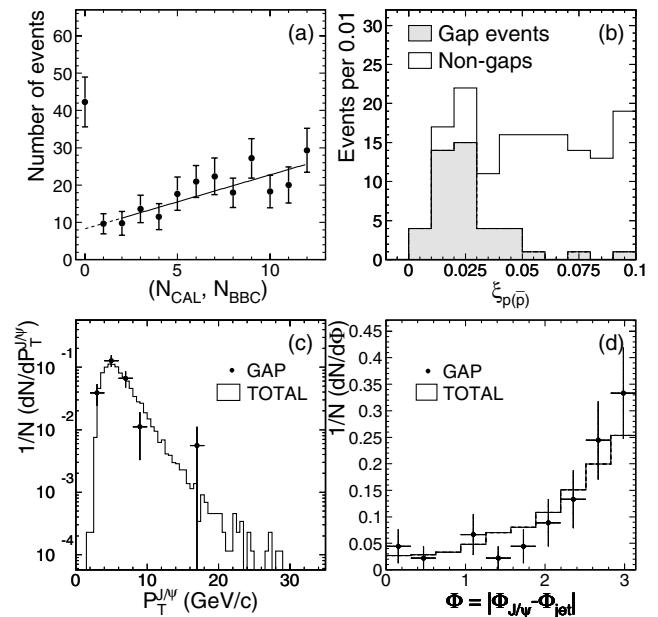 (a)
Number of events
60
50
40
30
20
10
0
0
5
10
(N_CAL, N_BBC)
(b)
Gap events
Non-gaps
Events per 0.01
30
25
20
15
10
5
0
0
0.025
0.05
0.075
0.1
ξ_p(p̄)
(c)
GAP
TOTAL
1/N (dN/dP_T^J/ψ)
10^-1
10^-2
10^-3
10^-4
0
10
20
30
P_T^J/ψ (GeV/c)
(d)
GAP
TOTAL
1/N (dN/dΦ)
0.45
0.4
0.35
0.3
0.25
0.2
0.15
0.1
0.05
0
0
1
2
3
Φ = |Φ_J/ψ-Φ_jet|